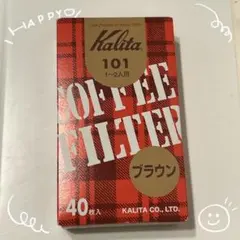 HAPPY!
Kalita
101
1〜2人用
COFFEE
FILTER
ブラウン
40枚入
KALITA CO., LTD.